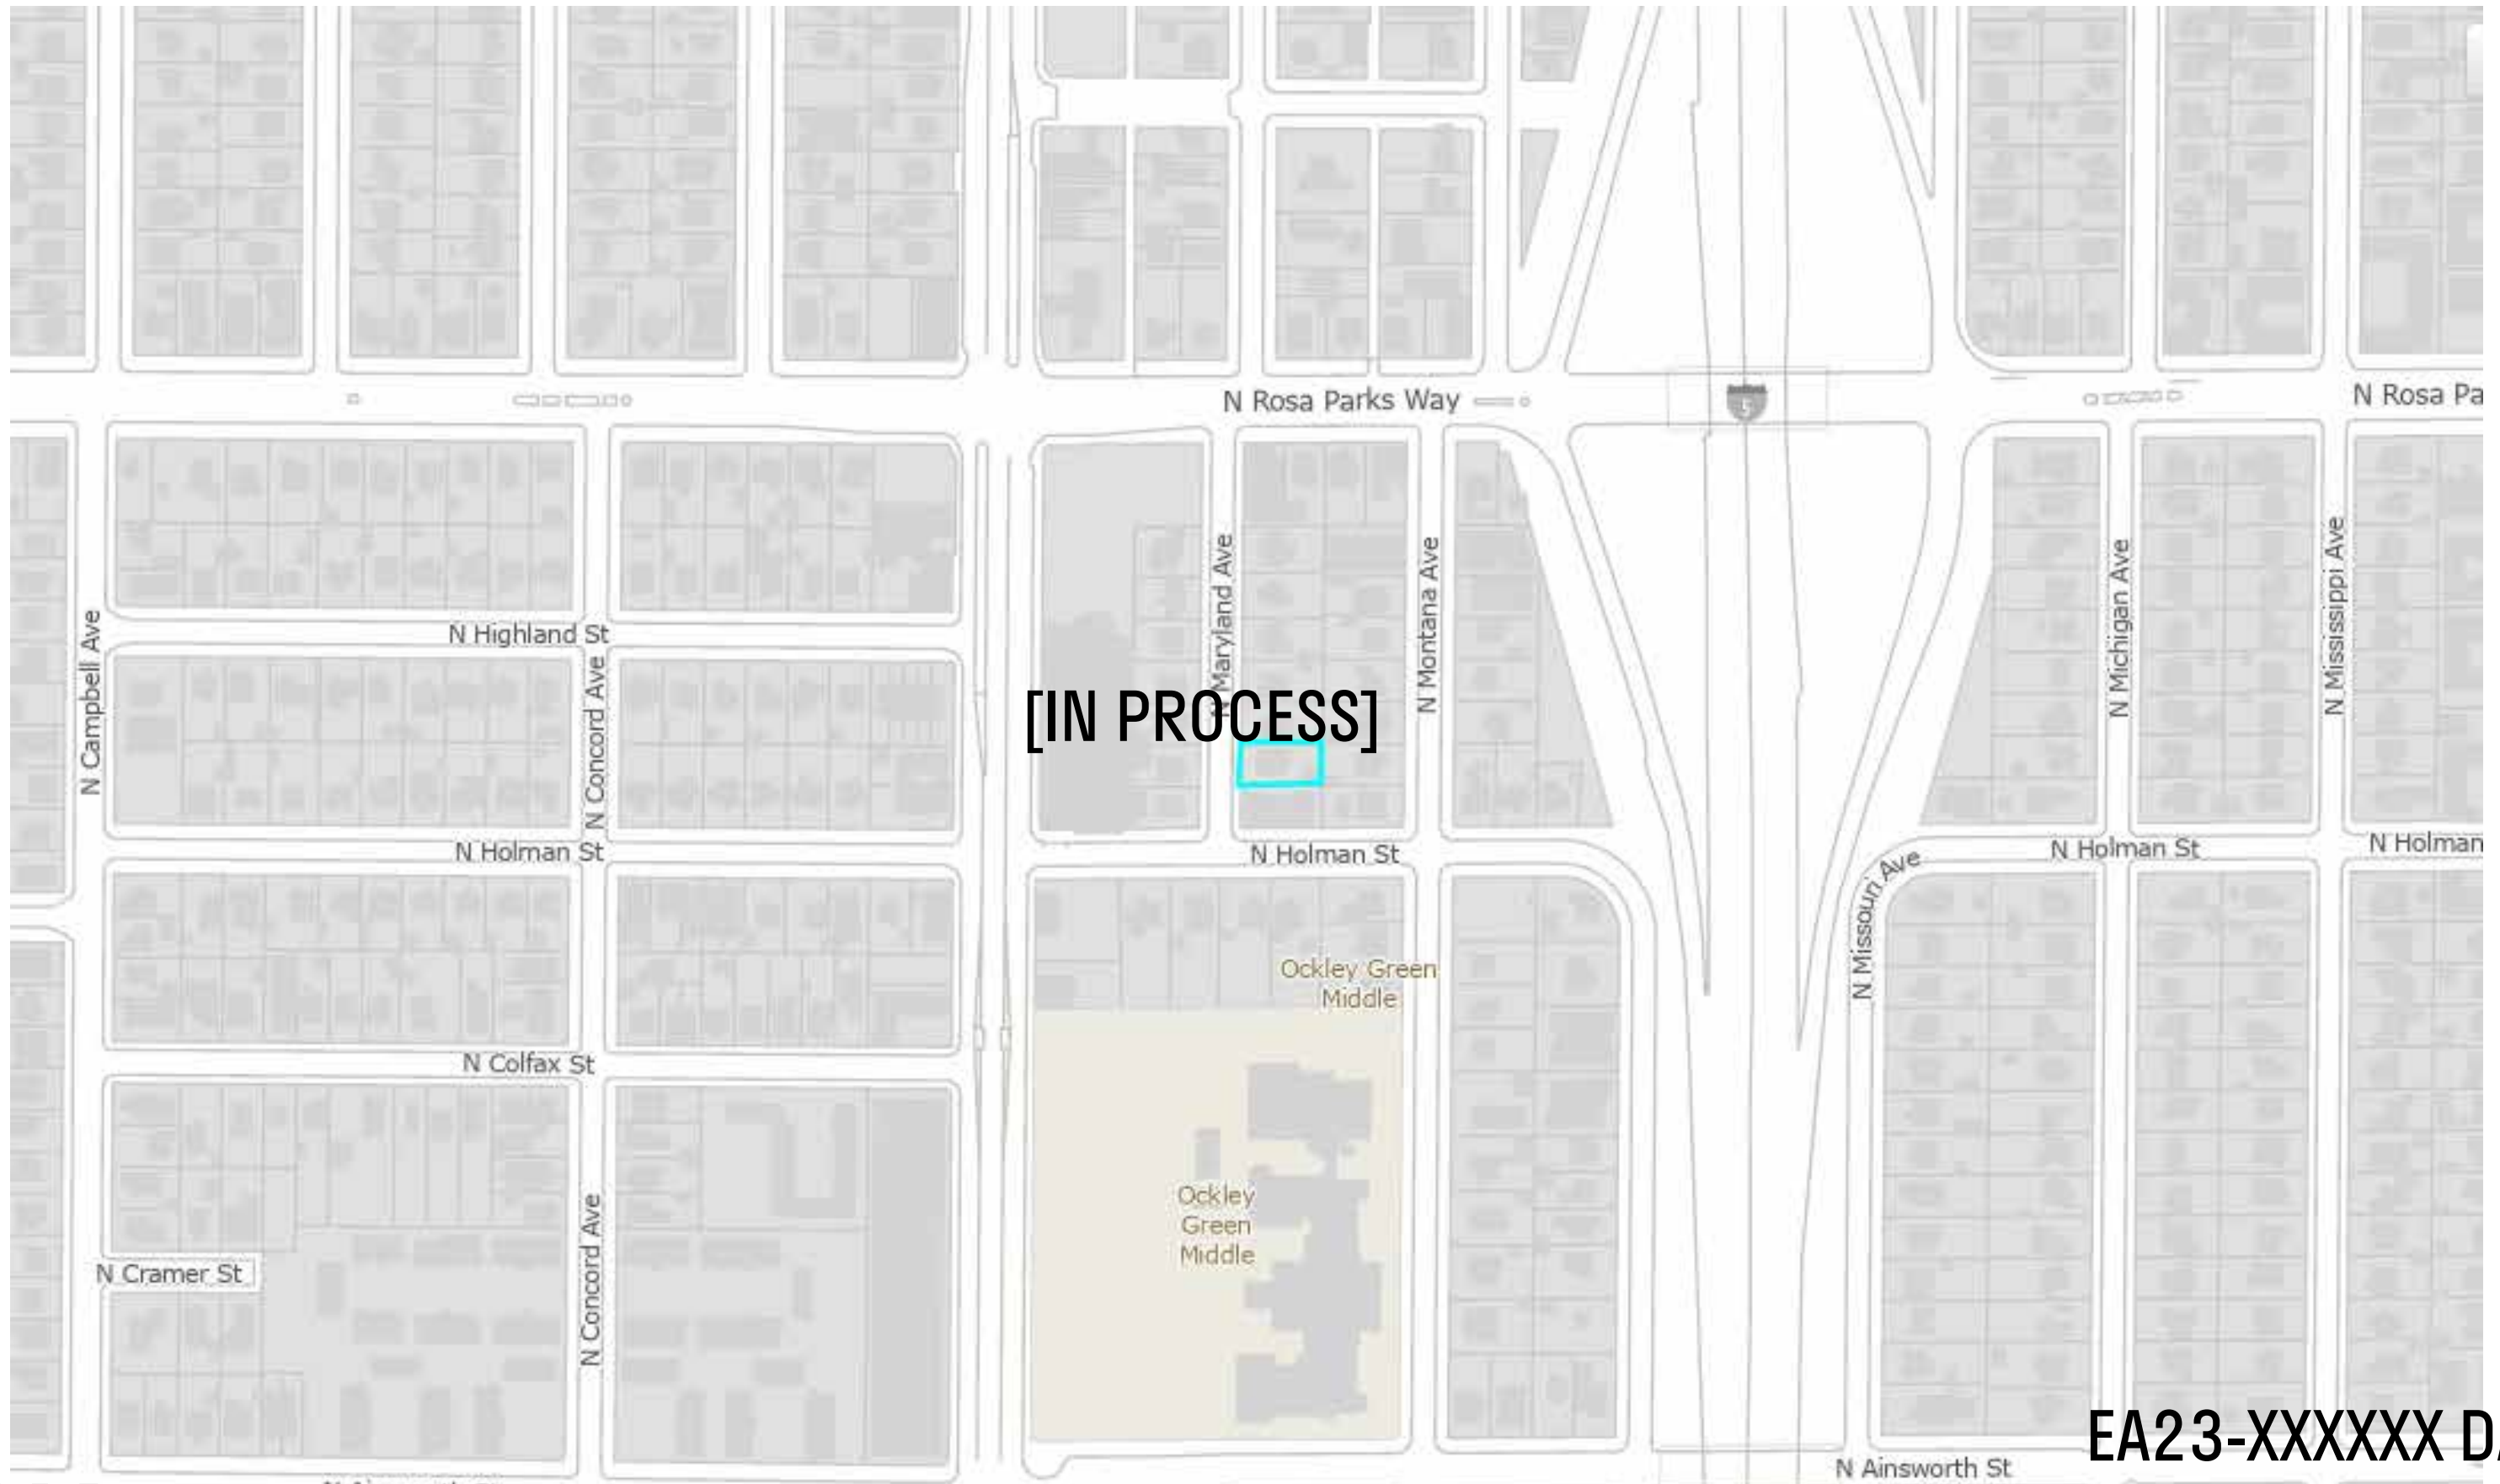 N Rosa Parks Way
5
N Rosa Pa
N Maryland Ave
N Montana Ave
N Michigan Ave
N Mississippi Ave
N Campbell Ave
N Highland St
N Concord Ave
[IN PROCESS]
N Holman St
N Holman St
N Holman St
N Holman
N Missouri Ave
Ockley Green
Middle
N Colfax St
Ockley
Green
Middle
N Concord Ave
N Cramer St
EA23-XXXXXX D
N Ainsworth St